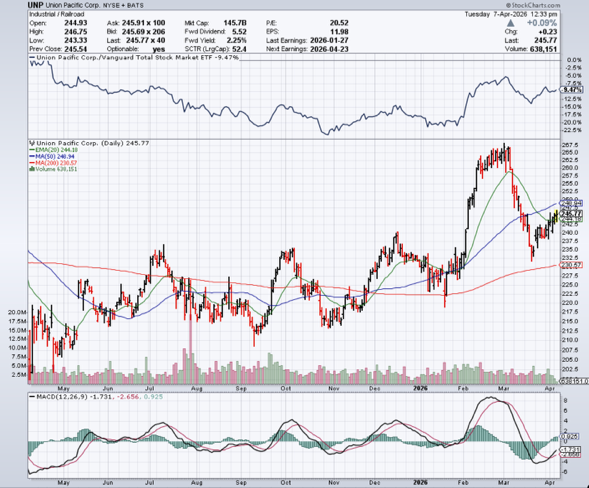 UNP Union Pacific Corp. NYSE + BATS
© StockCharts.com
Industrial / Railroad
Tuesday 7-Apr-2026 12:33 pm
Open: 244.93 Ask: 245.91 x 100 Mkt Cap: 145.7B P/E: 20.52 +0.09%
High: 246.75 Bid: 245.69 x 206 Fwd Dividend: 5.52 EPS: 11.98 Chg: +0.23
Low: 243.33 Last: 245.77 x 40 Fwd Yield: 2.25% Last Earnings: 2026-01-27 Last: 245.77
Prev Close: 245.54 Optionable: yes SCTR (LrgCap): 52.4 Next Earnings: 2026-04-23 Volume: 638,151
Union Pacific Corp./Vanguard Total Stock Market ETF -9.47%
0.0%
-2.5%
-5.0%
-7.5%
-9.47%
-12.5%
-15.0%
-17.5%
-20.0%
-22.5%
Union Pacific Corp. (Daily) 245.77
EMA(20) 244.18
MA(50) 248.94
MA(200) 230.57
Volume 638,151
267.5
265.0
262.5
260.0
257.5
255.0
252.5
250.0
245.77
242.5
240.0
237.5
235.0
232.5
230.57
227.5
225.0
222.5
220.0
217.5
215.0
212.5
210.0
207.5
205.0
202.5
638151.0
20.0M
17.5M
15.0M
12.5M
10.0M
7.5M
5.0M
2.5M
May Jun Jul Aug Sep Oct Nov Dec 2026 Feb Mar Apr
MACD(12,26,9) -1.731, -2.656, 0.925
8
6
4
2
0.925
-1.731
-2.656
-4
-6
May Jun Jul Aug Sep Oct Nov Dec 2026 Feb Mar Apr